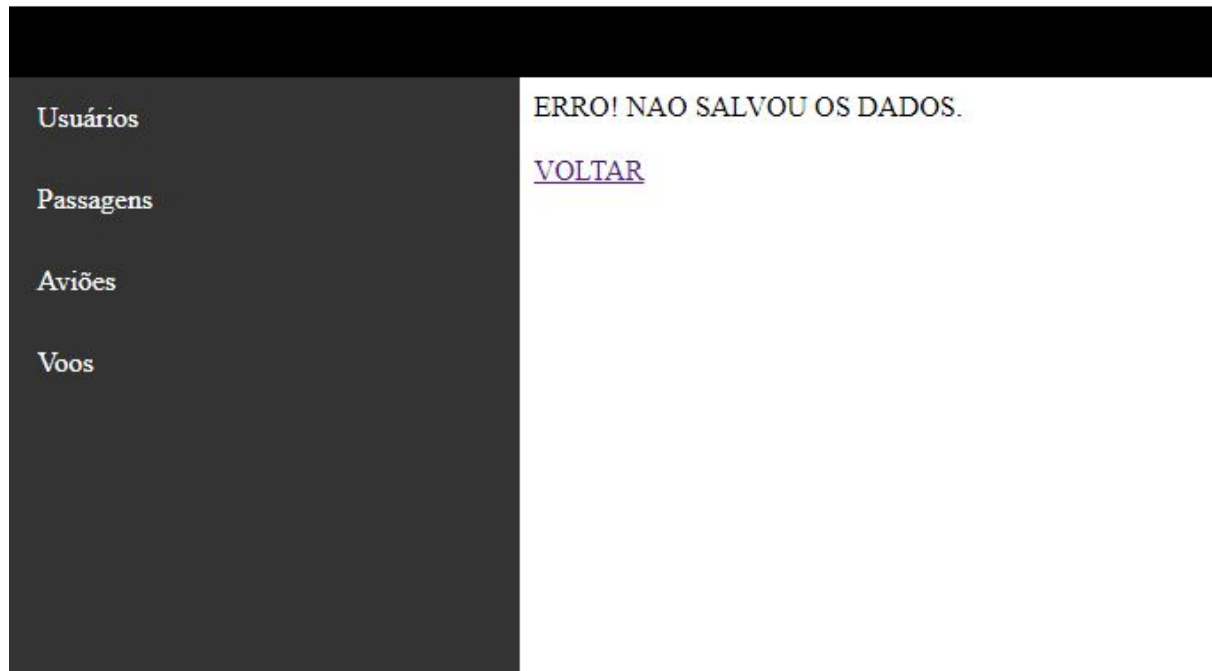 Usuários
Passagens
Aviões
Voos
ERRO! NAO SALVOU OS DADOS.
VOLTAR